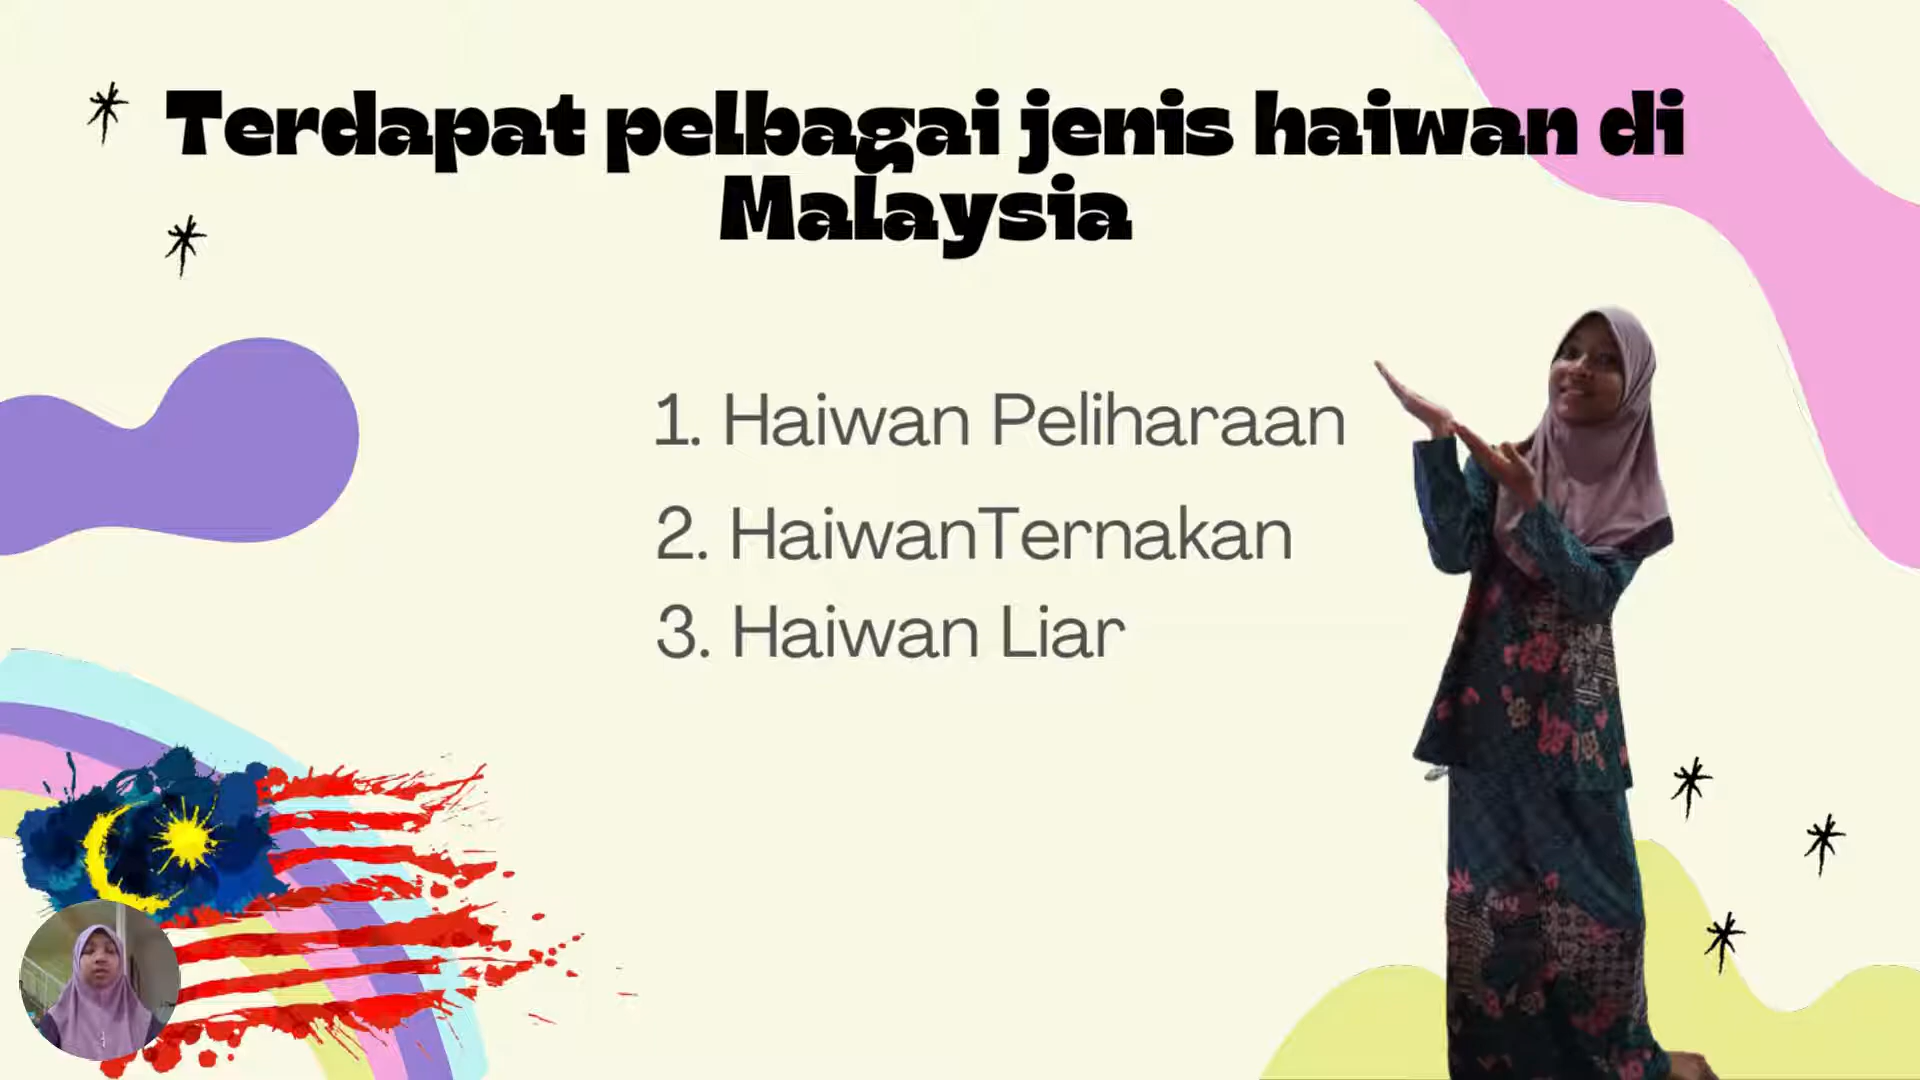 Terdapat pelbagai jenis haiwan di
Malaysia
1. Haiwan Peliharaan
2. HaiwanTernakan
3. Haiwan Liar